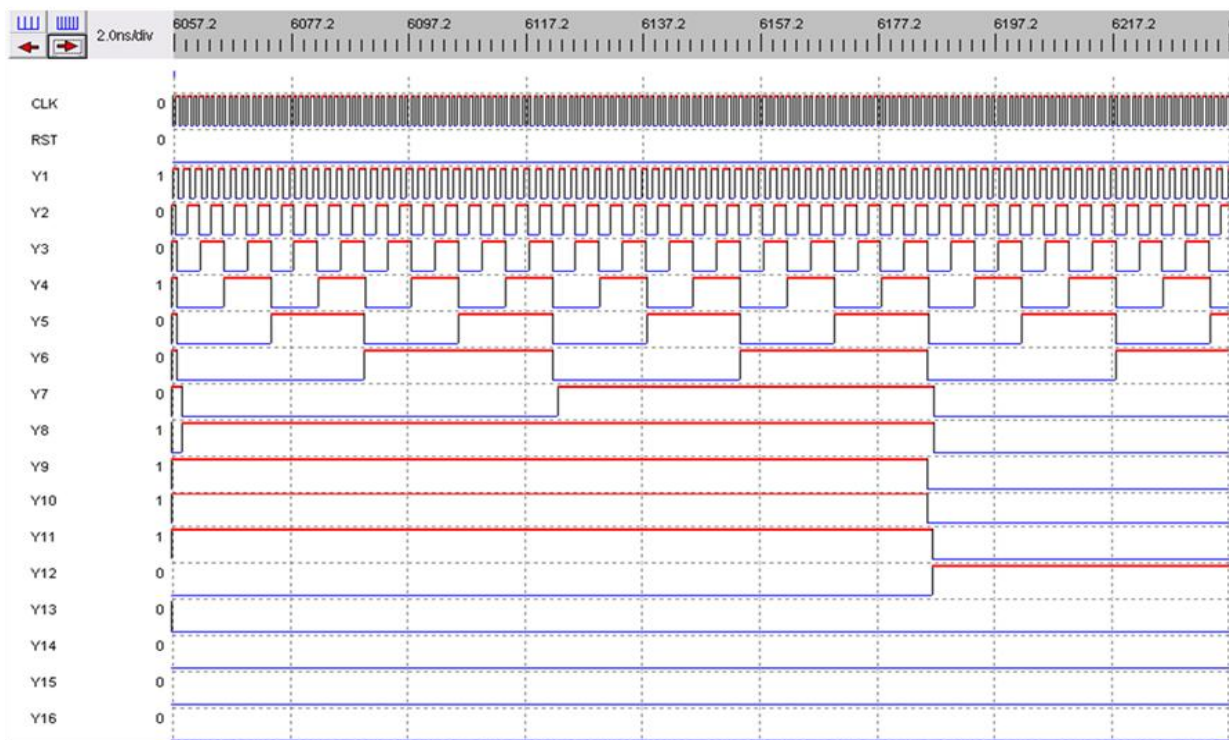 2.0ns/div 6057.2 6077.2 6097.2 6117.2 6137.2 6157.2 6177.2 6197.2 6217.2
CLK 0
RST 0
Y1 1
Y2 0
Y3 0
Y4 1
Y5 0
Y6 0
Y7 0
Y8 1
Y9 1
Y10 1
Y11 1
Y12 0
Y13 0
Y14 0
Y15 0
Y16 0